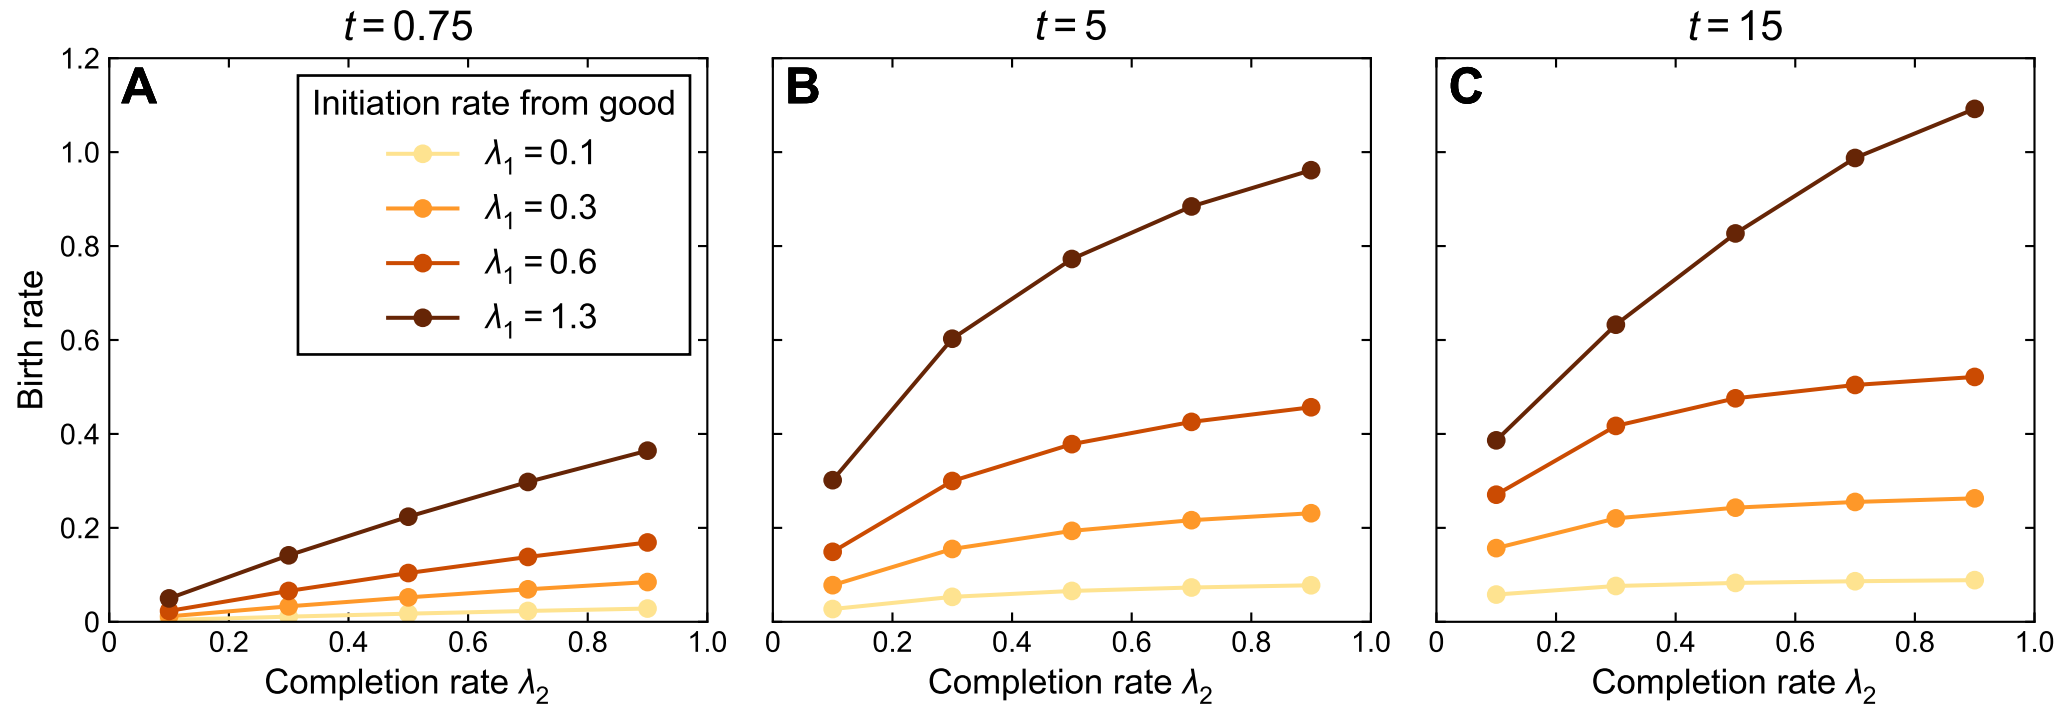 t = 0.75
t = 5
t = 15
A
B
C
Initiation rate from good
λ1 = 0.1
λ1 = 0.3
λ1 = 0.6
λ1 = 1.3
Birth rate
1.2
1.0
0.8
0.6
0.4
0.2
0
0 0.2 0.4 0.6 0.8 1.0
0 0.2 0.4 0.6 0.8 1.0
0 0.2 0.4 0.6 0.8 1.0
Completion rate λ2
Completion rate λ2
Completion rate λ2